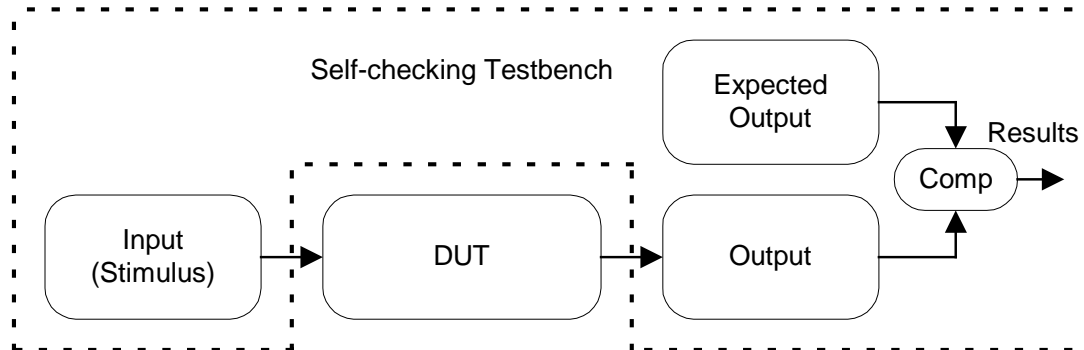 Self-checking Testbench
Expected
Output
Results
Comp
Input
(Stimulus)
DUT
Output